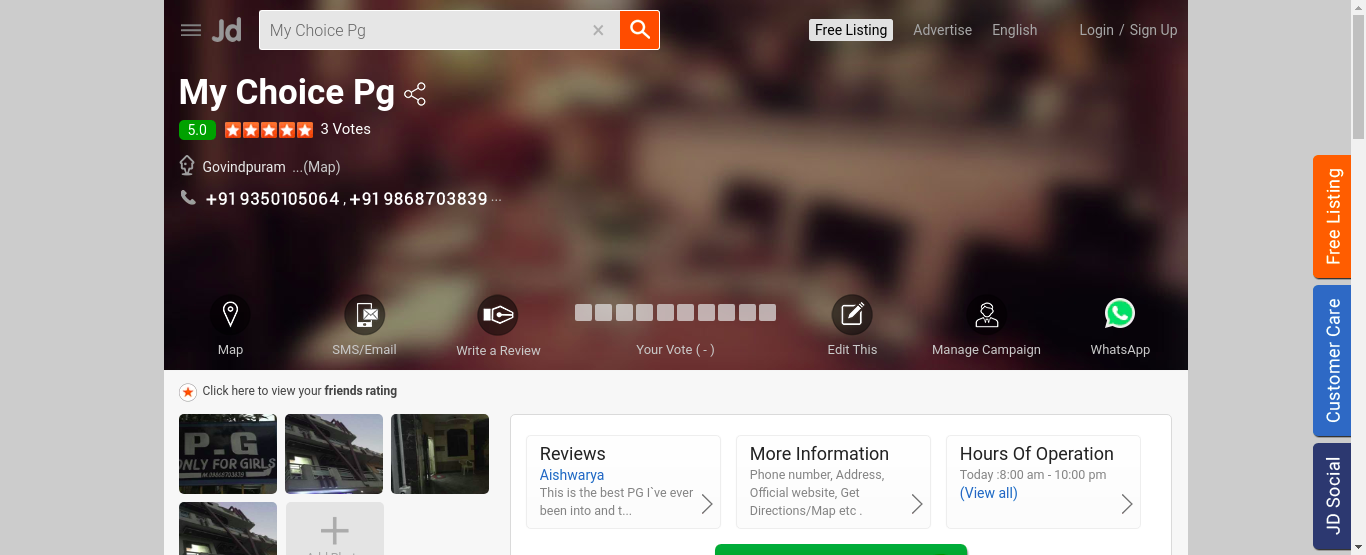 Jd
My Choice Pg
Free Listing
Advertise
English
Login / Sign Up
My Choice Pg
5.0
3 Votes
Govindpuram ...(Map)
+91 9350105064 , +91 9868703839 ...
Map
SMS/Email
Write a Review
Your Vote ( - )
Edit This
Manage Campaign
WhatsApp
Click here to view your friends rating
P.G
ONLY FOR GIRLS
Reviews
Aishwarya
This is the best PG I`ve ever
been into and t...
More Information
Phone number, Address,
Official website, Get
Directions/Map etc .
Hours Of Operation
Today :8:00 am - 10:00 pm
(View all)
Free Listing
Customer Care
JD Social